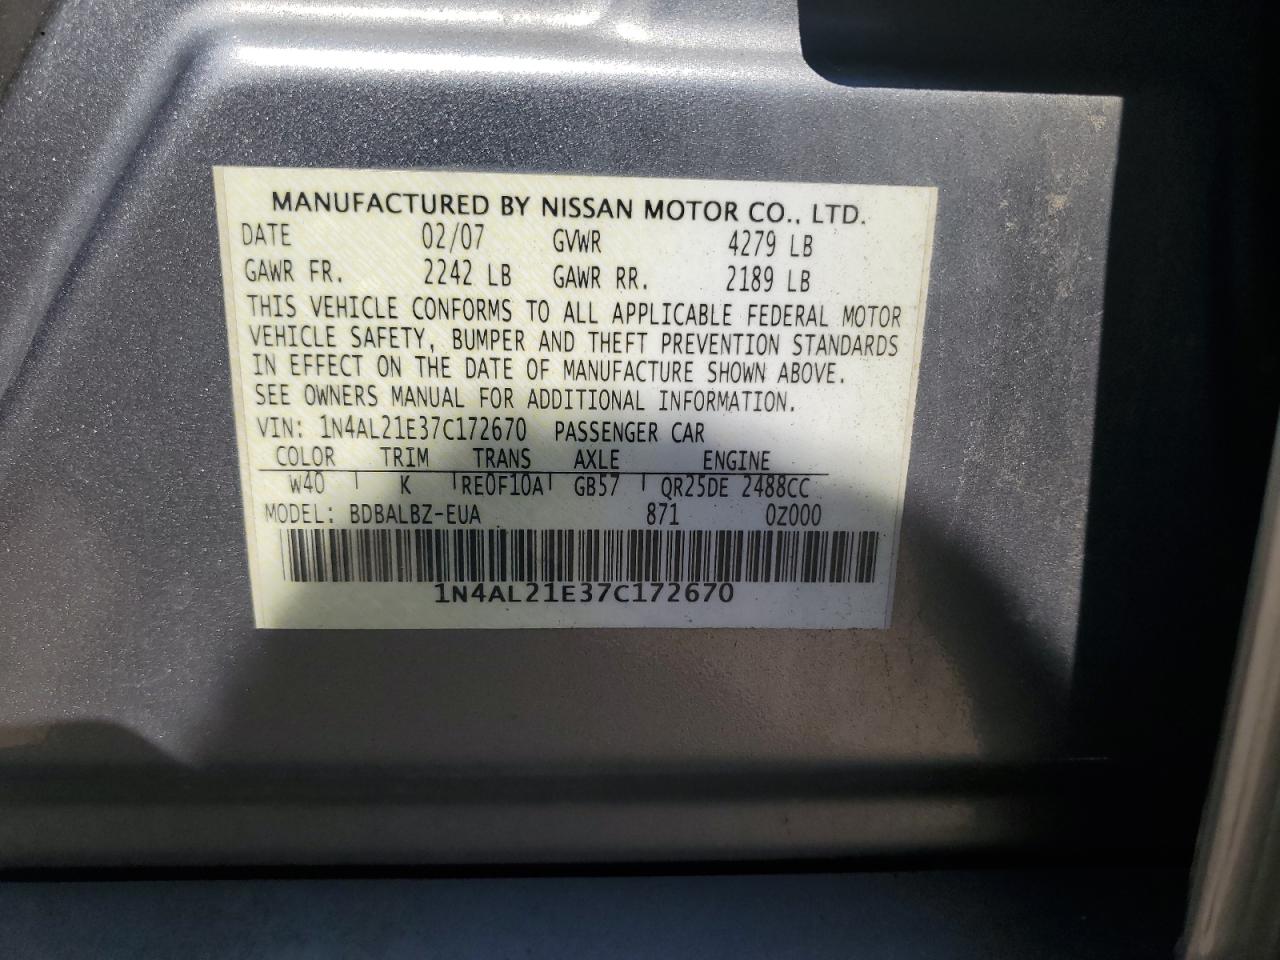 MANUFACTURED BY NISSAN MOTOR CO., LTD.
DATE 02/07 GVWR 4279 LB
GAWR FR. 2242 LB GAWR RR. 2189 LB
THIS VEHICLE CONFORMS TO ALL APPLICABLE FEDERAL MOTOR
VEHICLE SAFETY, BUMPER AND THEFT PREVENTION STANDARDS
IN EFFECT ON THE DATE OF MANUFACTURE SHOWN ABOVE.
SEE OWNERS MANUAL FOR ADDITIONAL INFORMATION.
VIN: 1N4AL21E37C172670 PASSENGER CAR
COLOR TRIM TRANS AXLE ENGINE
W40 K RE0F10A GB57 QR25DE 2488CC
MODEL: BDBALBZ-EUA 871 0Z000
1N4AL21E37C172670